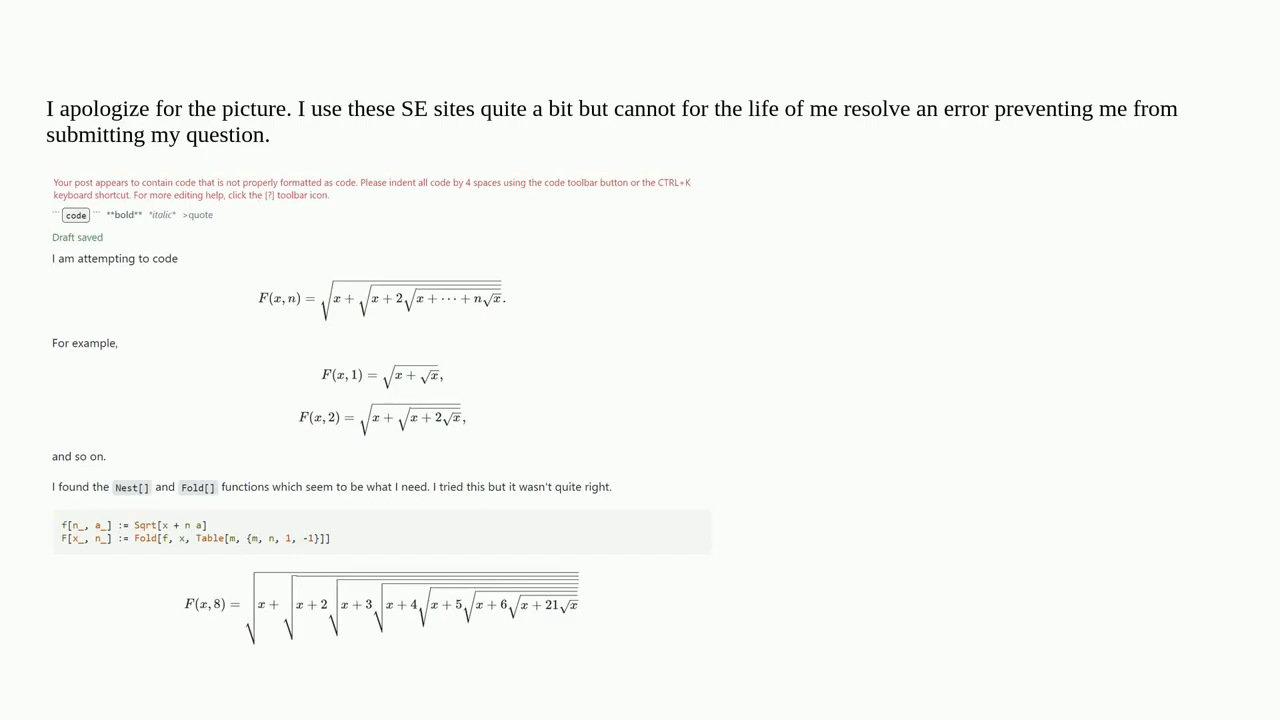 I apologize for the picture. I use these SE sites quite a bit but cannot for the life of me resolve an error preventing me from
submitting my question.
Your post appears to contain code that is not properly formatted as code. Please indent all code by 4 spaces using the code toolbar button or the CTRL+K
keyboard shortcut. For more editing help, click the [?] toolbar icon.
``` code ``` **bold** *italic* >quote
Draft saved
I am attempting to code
F(x, n) = √(x + √(x + 2√(x + ⋯ + n√x))).
For example,
F(x, 1) = √(x + √x),
F(x, 2) = √(x + √(x + 2√x)),
and so on.
I found the Nest[] and Fold[] functions which seem to be what I need. I tried this but it wasn't quite right.
f[n_, a_] := Sqrt[x + n a]
F[x_, n_] := Fold[f, x, Table[m, {m, n, 1, -1}]]
F(x, 8) = √(x + √(x + 2√(x + 3√(x + 4√(x + 5√(x + 6√(x + 21√x)))))))